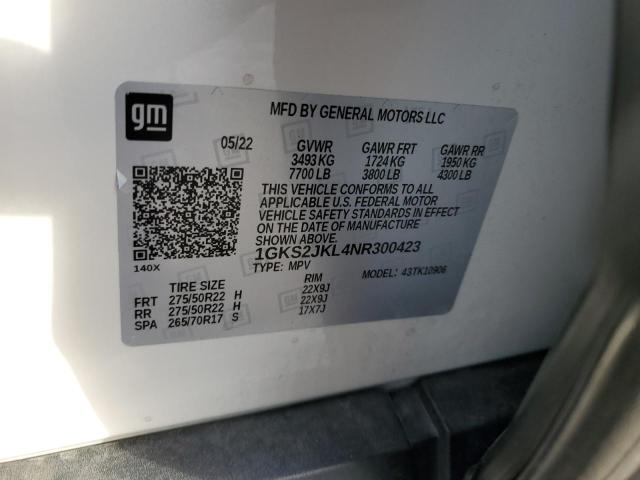 gm
MFD BY GENERAL MOTORS LLC
05/22 GVWR GAWR FRT GAWR RR
3493 KG 1724 KG 1950 KG
7700 LB 3800 LB 4300 LB
THIS VEHICLE CONFORMS TO ALL
APPLICABLE U.S. FEDERAL MOTOR
VEHICLE SAFETY STANDARDS IN EFFECT
ON THE DATE OF MANUFACTURE
SHOWN ABOVE.
1GKS2JKL4NR300423
140X TYPE: MPV MODEL: 43TK10906
TIRE SIZE RIM
FRT 275/50R22 H 22X9J
RR 275/50R22 H 22X9J
SPA 265/70R17 S 17X7J